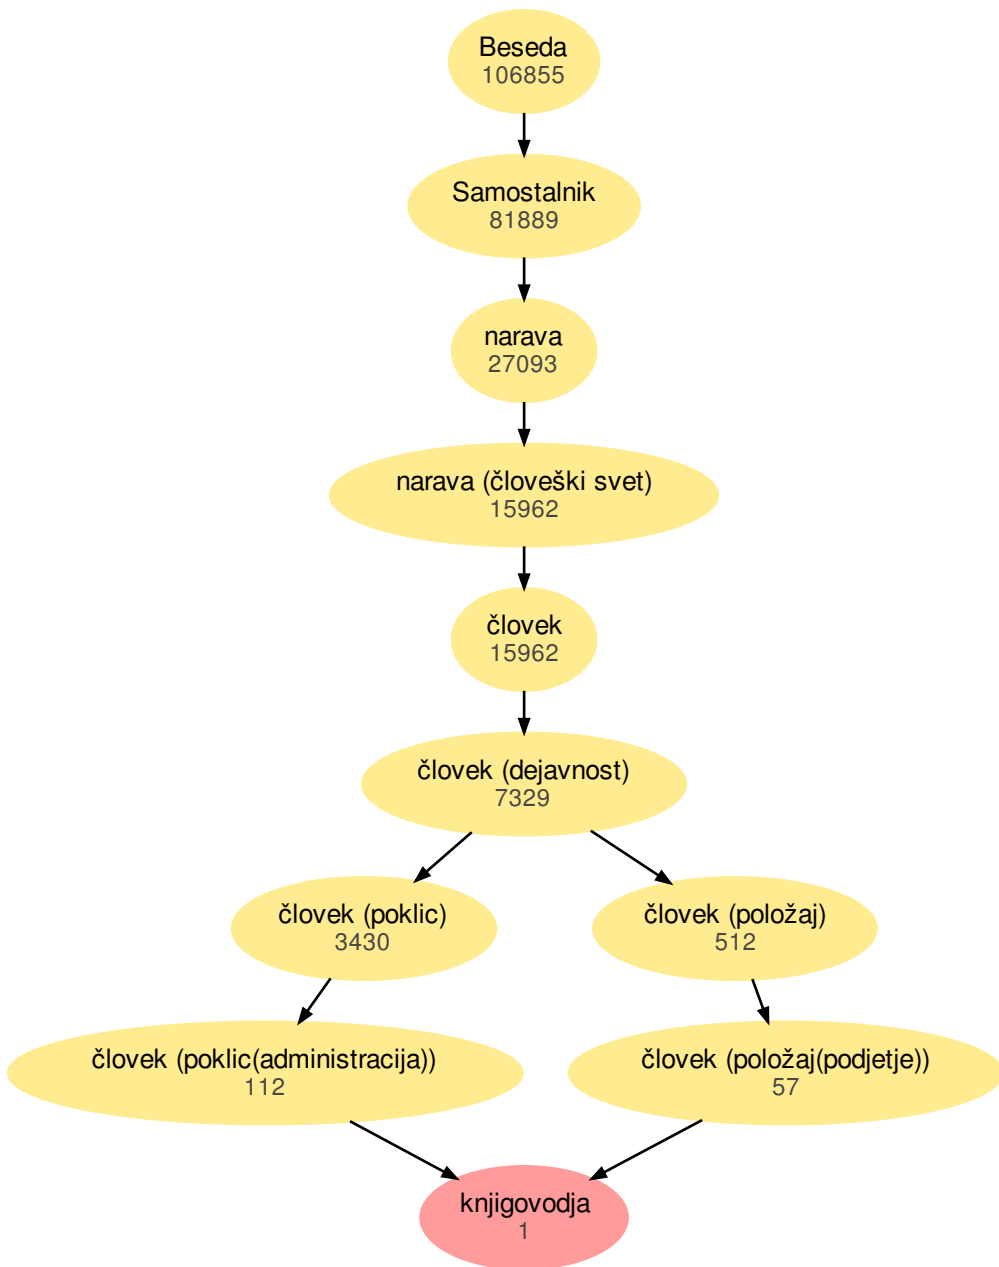 Beseda
106855
Samostalnik
81889
narava
27093
narava (človeški svet)
15962
človek
15962
človek (dejavnost)
7329
človek (poklic)
3430
človek (položaj)
512
človek (poklic(administracija))
112
človek (položaj(podjetje))
57
knjigovodja
1